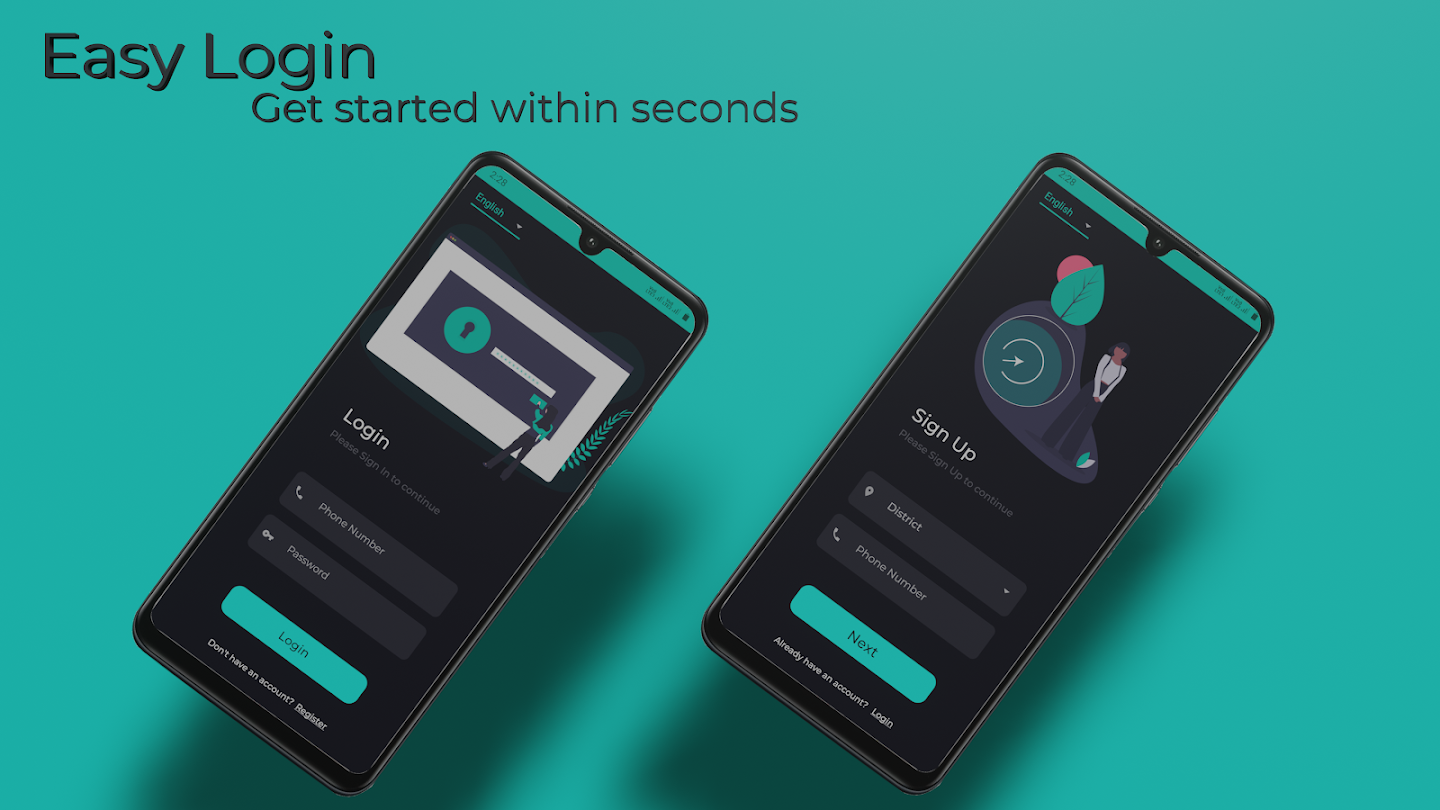 Easy Login
Get started within seconds
2:28
English
Login
Please Sign In to continue
Phone Number
Password
Login
Don't have an account? Register
2:28
English
Sign Up
Please Sign Up to continue
District
Phone Number
Next
Already have an account? Login